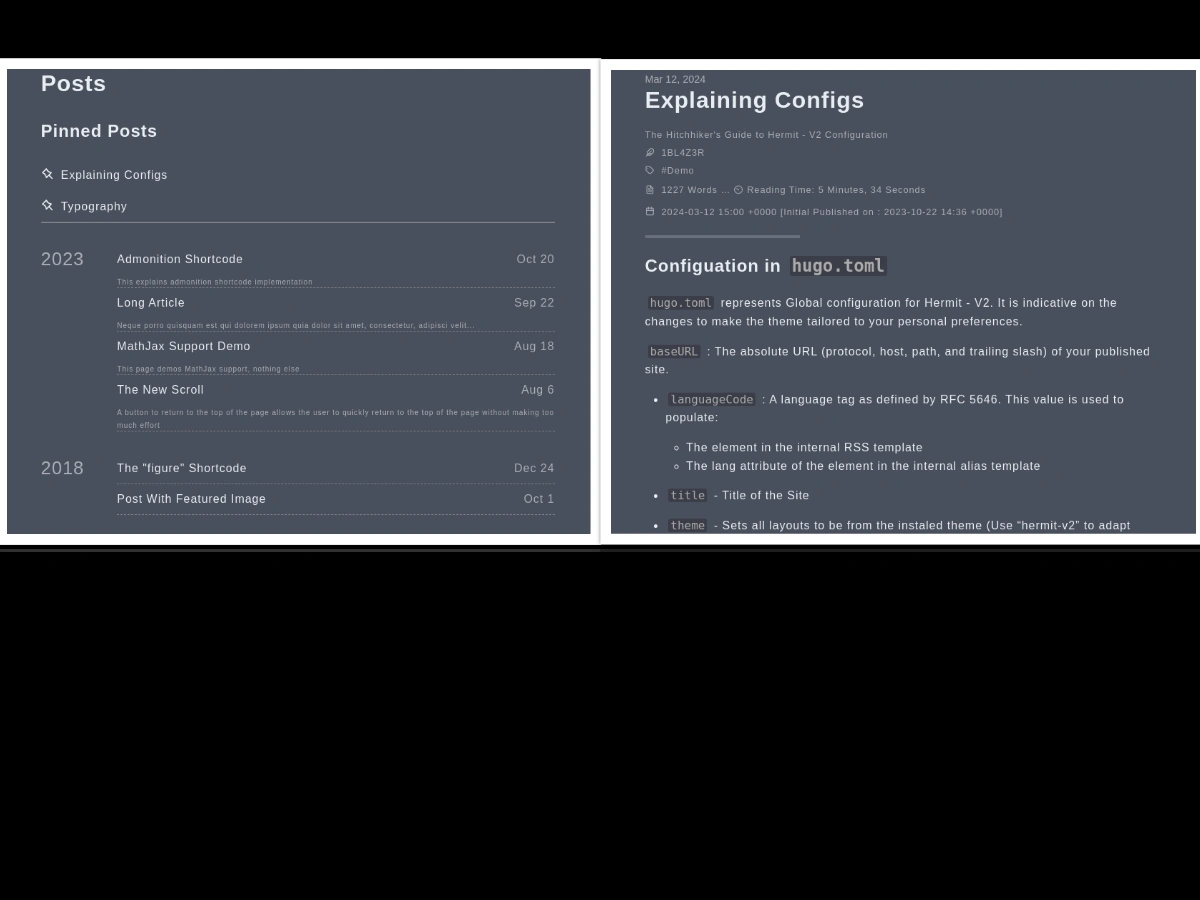 Posts
Pinned Posts
Explaining Configs
Typography
2023
Admonition Shortcode Oct 20
This explains admonition shortcode implementation
Long Article Sep 22
Neque porro quisquam est qui dolorem ipsum quia dolor sit amet, consectetur, adipisci velit...
MathJax Support Demo Aug 18
This page demos MathJax support, nothing else
The New Scroll Aug 6
A button to return to the top of the page allows the user to quickly return to the top of the page without making too
much effort
2018
The "figure" Shortcode Dec 24
Post With Featured Image Oct 1
Mar 12, 2024
Explaining Configs
The Hitchhiker's Guide to Hermit - V2 Configuration
1BL4Z3R
#Demo
1227 Words … Reading Time: 5 Minutes, 34 Seconds
2024-03-12 15:00 +0000 [Initial Published on : 2023-10-22 14:36 +0000]
Configuation in hugo.toml
hugo.toml represents Global configuration for Hermit - V2. It is indicative on the
changes to make the theme tailored to your personal preferences.
baseURL : The absolute URL (protocol, host, path, and trailing slash) of your published
site.
• languageCode : A language tag as defined by RFC 5646. This value is used to
populate:
◦ The element in the internal RSS template
◦ The lang attribute of the element in the internal alias template
• title - Title of the Site
• theme - Sets all layouts to be from the instaled theme (Use “hermit-v2” to adapt